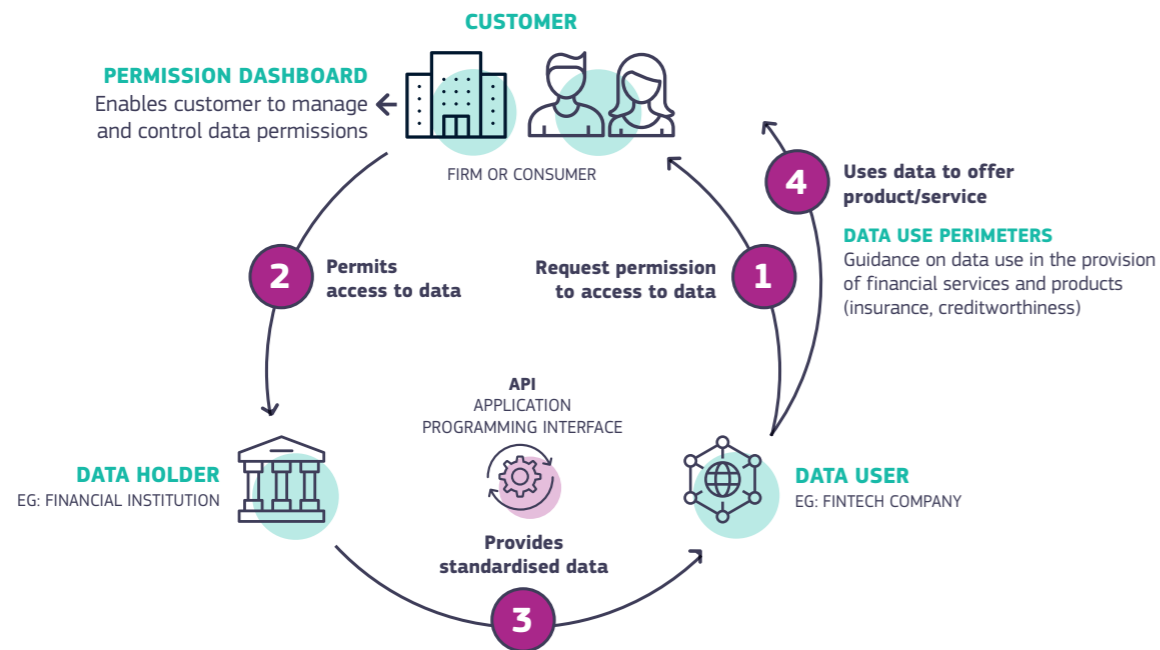 CUSTOMER
PERMISSION DASHBOARD
Enables customer to manage
and control data permissions
FIRM OR CONSUMER
4
Uses data to offer
product/service
DATA USE PERIMETERS
Guidance on data use in the provision
of financial services and products
(insurance, creditworthiness)
2
Permits
access to data
Request permission
to access to data
1
API
APPLICATION
PROGRAMMING INTERFACE
DATA HOLDER
EG: FINANCIAL INSTITUTION
DATA USER
EG: FINTECH COMPANY
Provides
standardised data
3